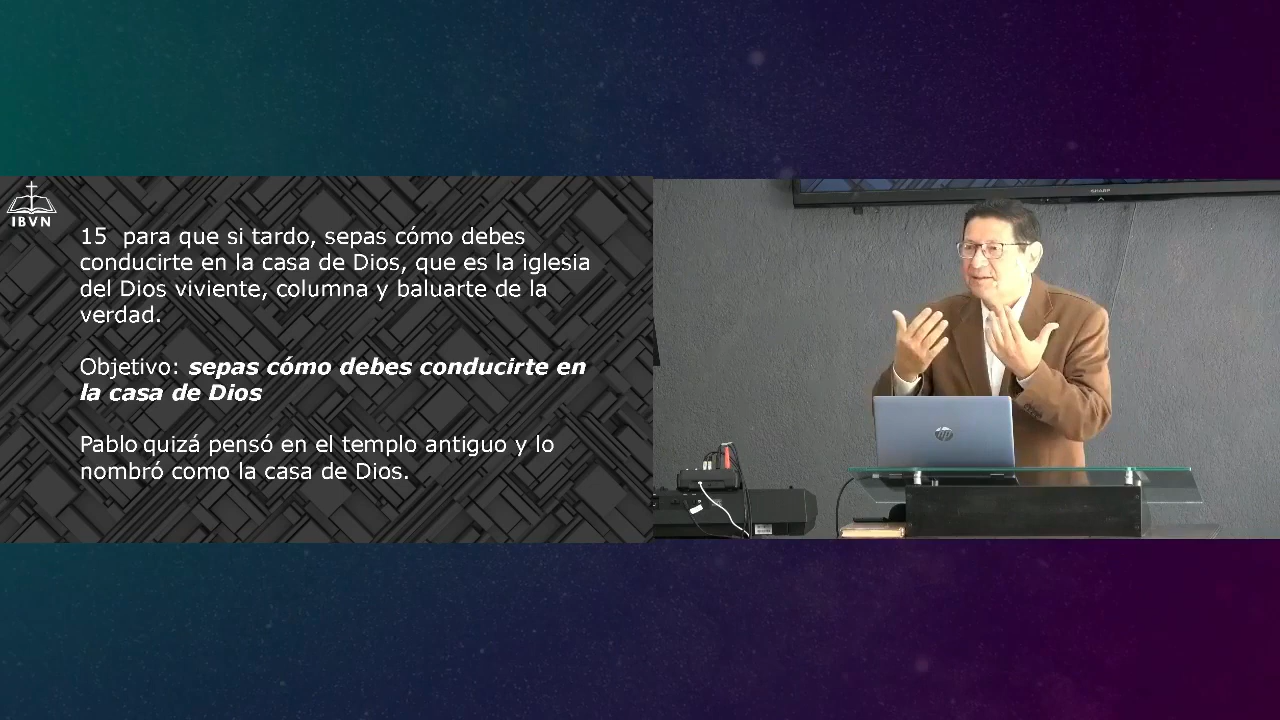 IBVN
15 para que si tardo, sepas cómo debes
conducirte en la casa de Dios, que es la iglesia
del Dios viviente, columna y baluarte de la
verdad.
Objetivo: sepas cómo debes conducirte en
la casa de Dios
Pablo quizá pensó en el templo antiguo y lo
nombró como la casa de Dios.
SHARP
hp